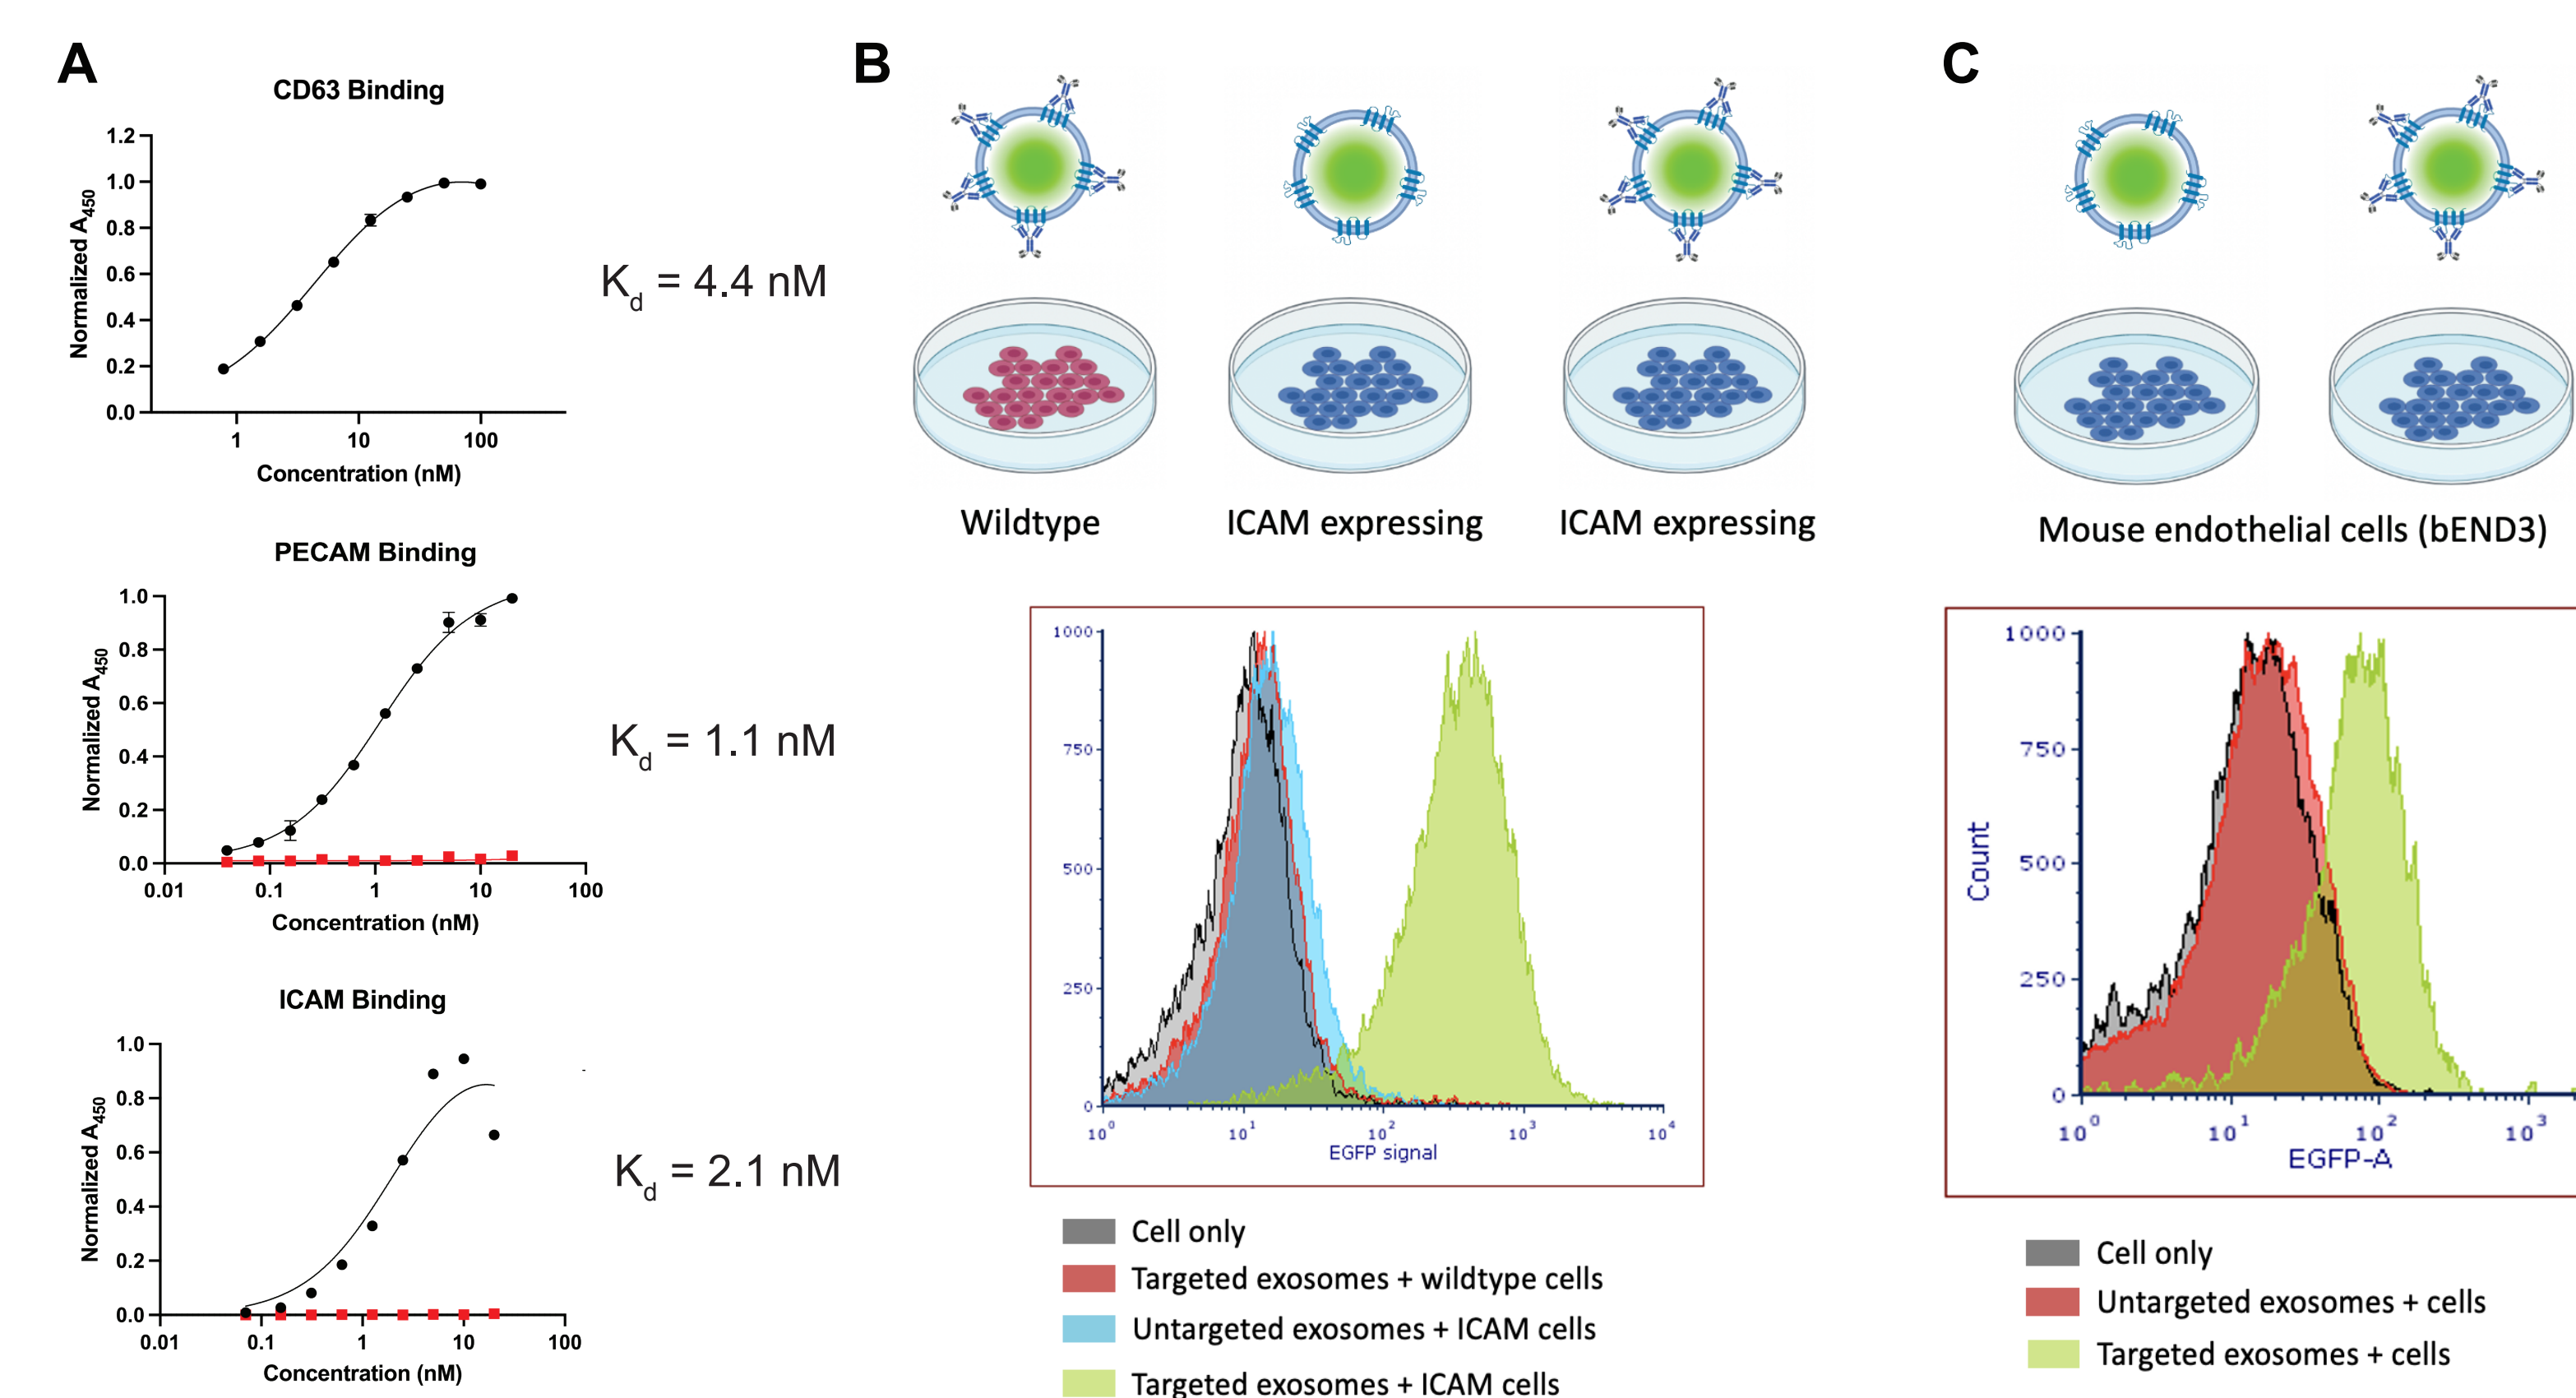 A
CD63 Binding
1.2
1.0
0.8
0.6
0.4
0.2
0.0
Normalized A450
1
10
100
Concentration (nM)
Kd = 4.4 nM
PECAM Binding
1.0
0.8
0.6
0.4
0.2
0.0
Normalized A450
0.01
0.1
1
10
100
Concentration (nM)
Kd = 1.1 nM
ICAM Binding
1.0
0.8
0.6
0.4
0.2
0.0
Normalized A450
0.01
0.1
1
10
100
Concentration (nM)
Kd = 2.1 nM
B
Wildtype
ICAM expressing
ICAM expressing
1000
750
500
250
0
10^0
10^1
10^2
10^3
10^4
EGFP signal
Cell only
Targeted exosomes + wildtype cells
Untargeted exosomes + ICAM cells
Targeted exosomes + ICAM cells
C
Mouse endothelial cells (bEND3)
1000
750
500
250
0
Count
10^0
10^1
10^2
10^3
EGFP-A
Cell only
Untargeted exosomes + cells
Targeted exosomes + cells